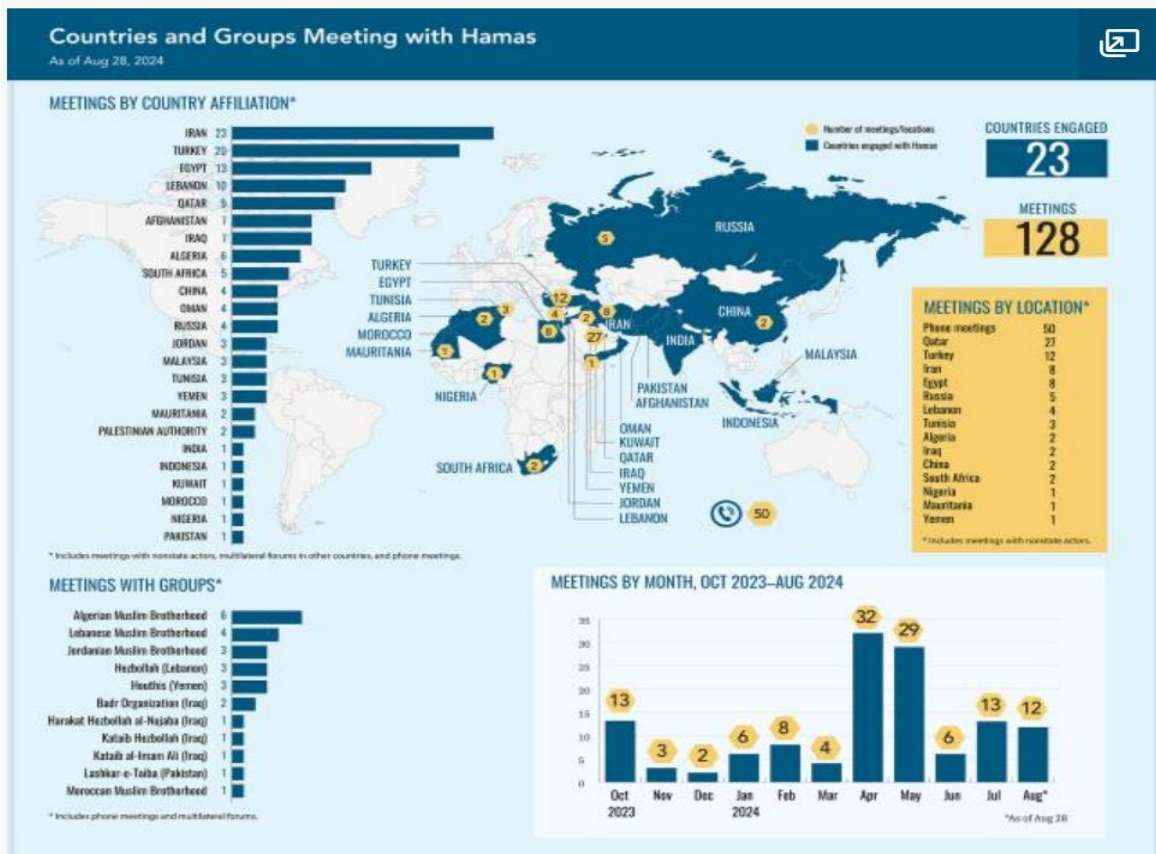 Countries and Groups Meeting with Hamas
As of Aug 28, 2024
MEETINGS BY COUNTRY AFFILIATION*
IRAN 23
TURKEY 20
EGYPT 13
LEBANON 10
QATAR 9
AFGHANISTAN 7
IRAQ 7
ALGERIA 6
SOUTH AFRICA 5
CHINA 4
OMAN 4
RUSSIA 4
JORDAN 3
MALAYSIA 3
TUNISIA 3
YEMEN 3
MAURITANIA 2
PALESTINIAN AUTHORITY 2
INDIA 1
INDONESIA 1
KUWAIT 1
MOROCCO 1
NIGERIA 1
PAKISTAN 1
* Includes meetings with nonstate actors, multilateral forums in other countries, and phone meetings.
Number of meetings/locations
Countries engaged with Hamas
TURKEY
EGYPT
TUNISIA
ALGERIA
MOROCCO
MAURITANIA
NIGERIA
SOUTH AFRICA
RUSSIA
CHINA
IRAN
INDIA
MALAYSIA
PAKISTAN
AFGHANISTAN
INDONESIA
OMAN
KUWAIT
QATAR
IRAQ
YEMEN
JORDAN
LEBANON
5
12
4
3
2
2
8
8
27
2
1
1
1
2
50
COUNTRIES ENGAGED
23
MEETINGS
128
MEETINGS BY LOCATION*
Phone meetings 50
Qatar 27
Turkey 12
Iran 8
Egypt 8
Russia 5
Lebanon 4
Tunisia 3
Algeria 2
Iraq 2
China 2
South Africa 2
Nigeria 1
Mauritania 1
Yemen 1
* Includes meetings with nonstate actors.
MEETINGS WITH GROUPS*
Algerian Muslim Brotherhood 6
Lebanese Muslim Brotherhood 4
Jordanian Muslim Brotherhood 3
Hezbollah (Lebanon) 3
Houthis (Yemen) 3
Badr Organization (Iraq) 2
Harakat Hezbollah al-Nujaba (Iraq) 1
Kataib Hezbollah (Iraq) 1
Kataib al-Imam Ali (Iraq) 1
Lashkar-e-Taiba (Pakistan) 1
Moroccan Muslim Brotherhood 1
* Includes phone meetings and multilateral forums.
MEETINGS BY MONTH, OCT 2023–AUG 2024
35
30
25
20
15
10
5
0
13
3
2
6
8
4
32
29
6
13
12
Oct Nov Dec Jan Feb Mar Apr May Jun Jul Aug*
2023 2024
*As of Aug 28